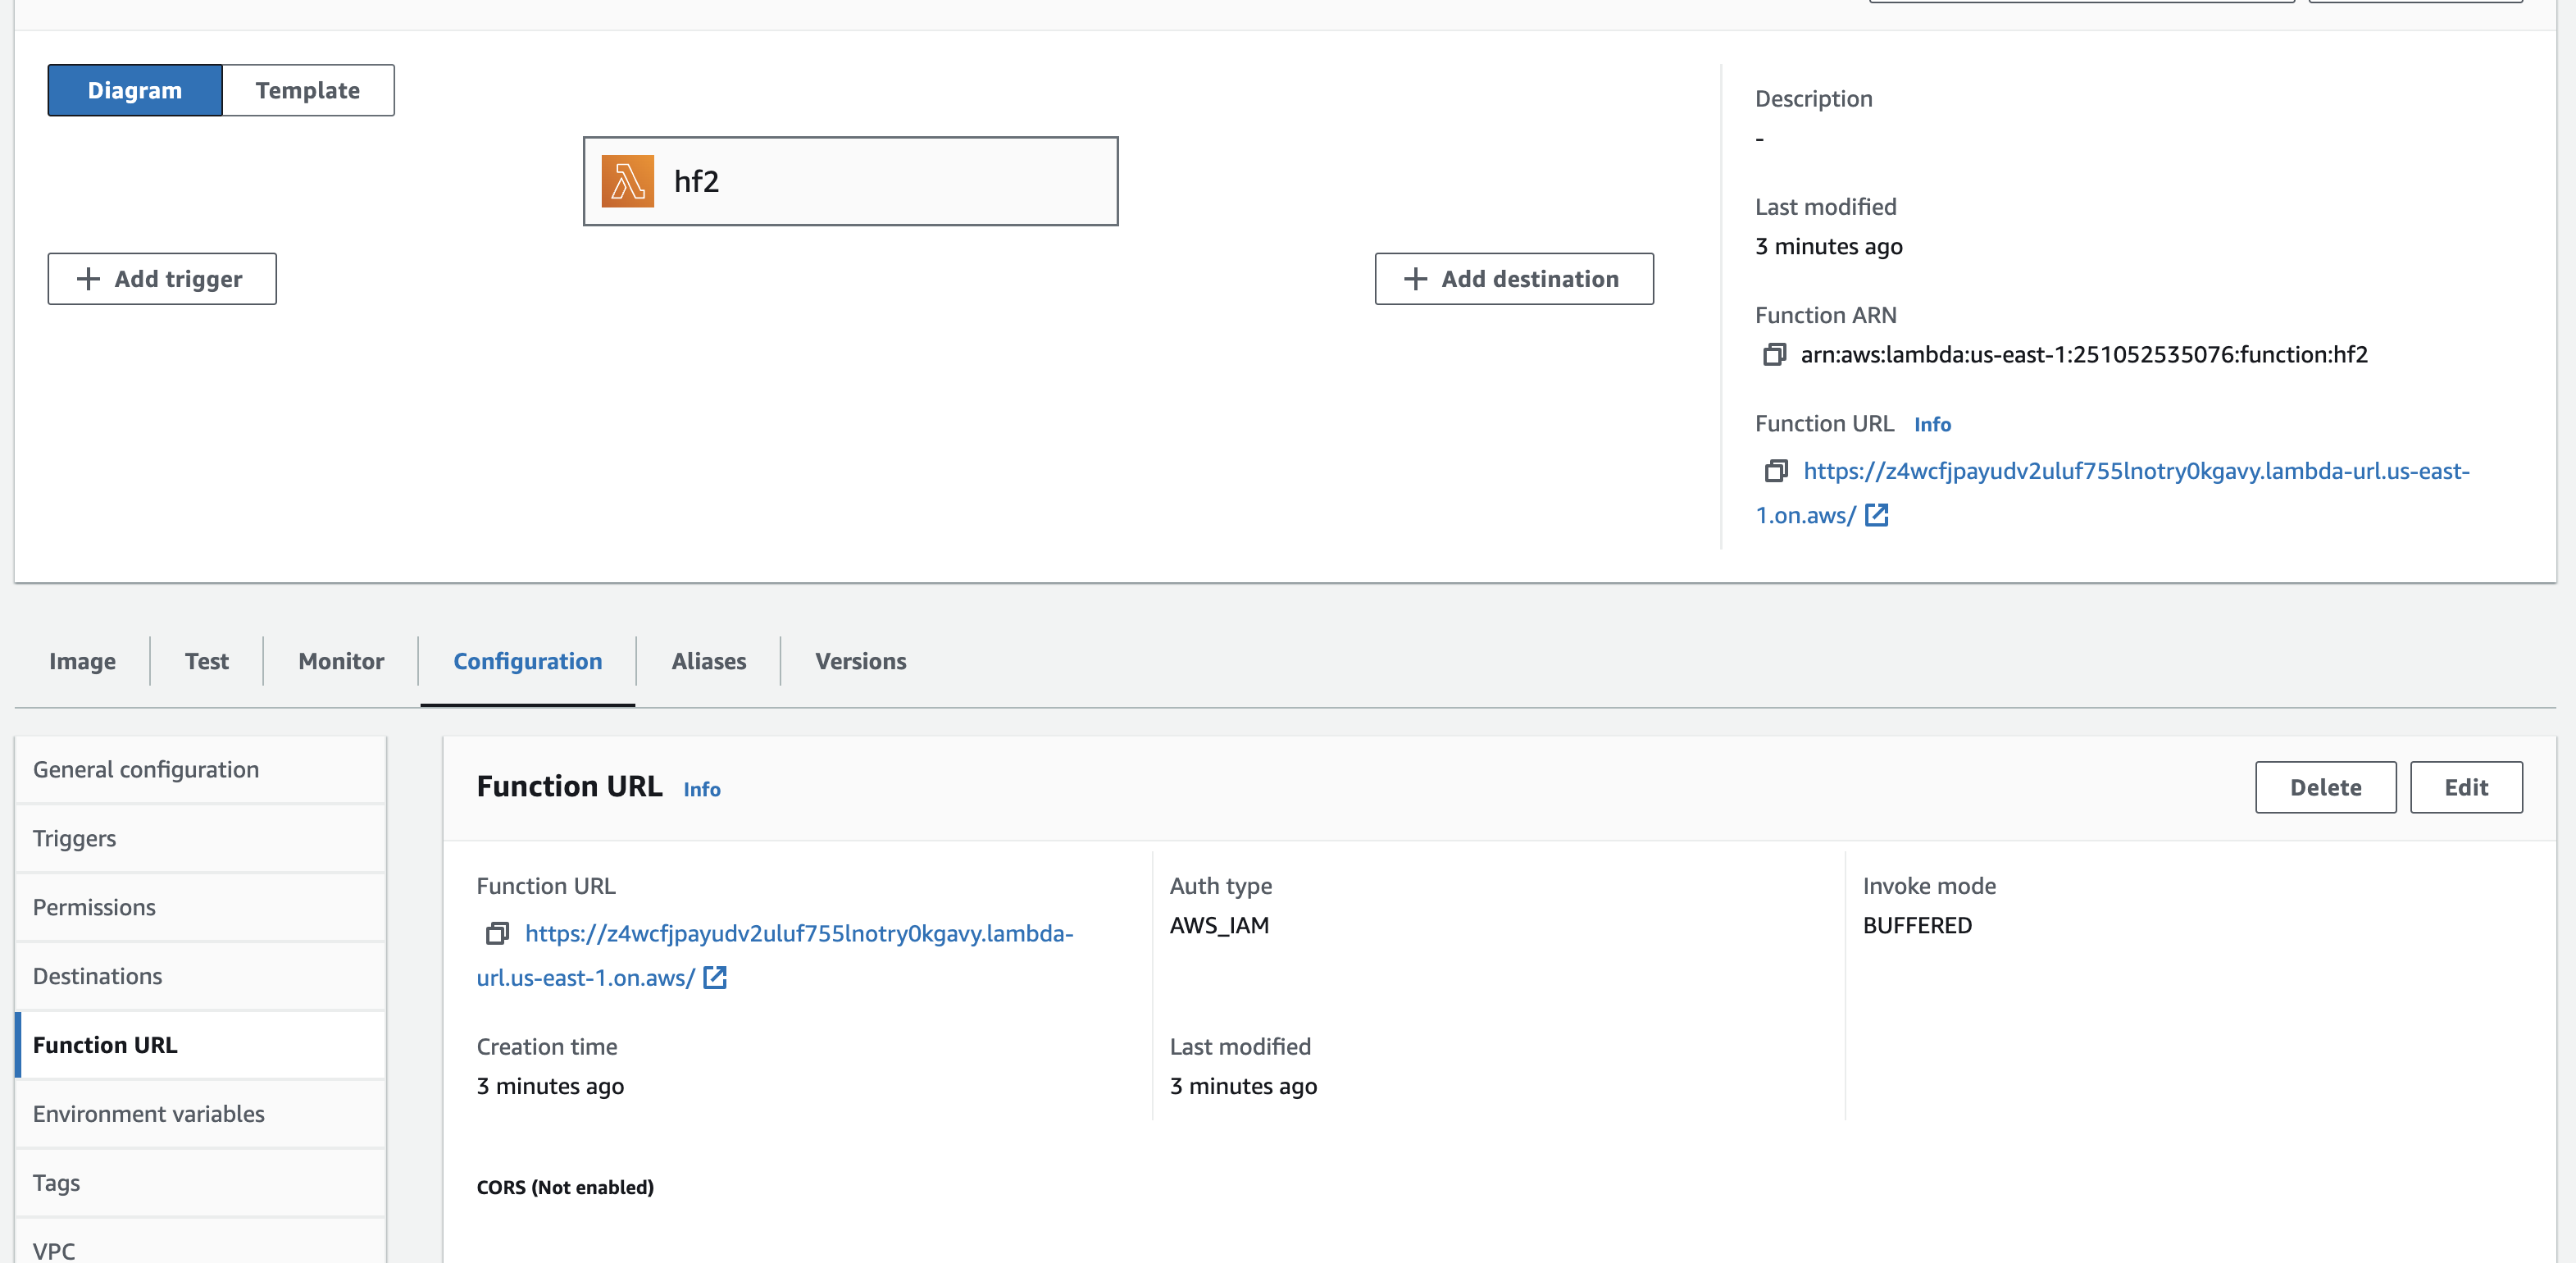 Diagram
Template
hf2
+ Add trigger
+ Add destination
Description
-
Last modified
3 minutes ago
Function ARN
arn:aws:lambda:us-east-1:251052535076:function:hf2
Function URL Info
https://z4wcfjpayudv2uluf755lnotry0kgavy.lambda-url.us-east-
1.on.aws/
Image
Test
Monitor
Configuration
Aliases
Versions
General configuration
Triggers
Permissions
Destinations
Function URL
Environment variables
Tags
VPC
Function URL Info
Delete
Edit
Function URL
https://z4wcfjpayudv2uluf755lnotry0kgavy.lambda-
url.us-east-1.on.aws/
Auth type
AWS_IAM
Invoke mode
BUFFERED
Creation time
3 minutes ago
Last modified
3 minutes ago
CORS (Not enabled)